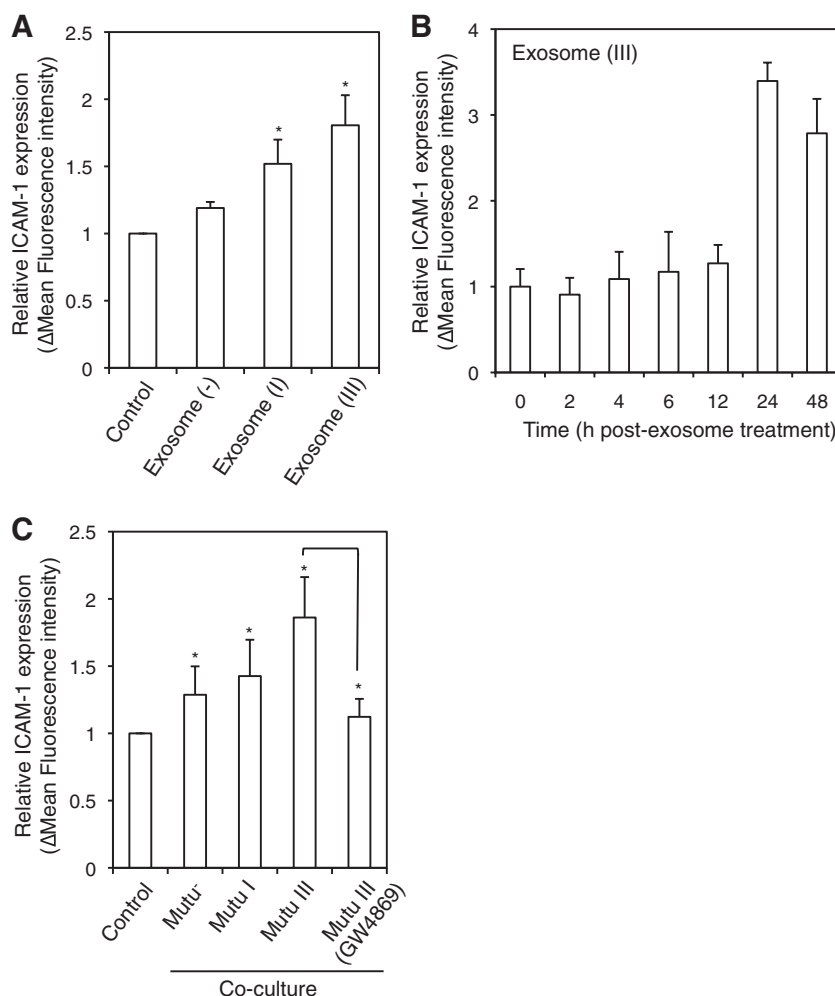 A
Relative ICAM-1 expression
(ΔMean Fluorescence intensity)
2.5
2
1.5
1
0.5
0
*
*
Control
Exosome (-)
Exosome (I)
Exosome (III)
B
Relative ICAM-1 expression
(ΔMean Fluorescence intensity)
4
3
2
1
0
Exosome (III)
0 2 4 6 12 24 48
Time (h post-exosome treatment)
C
Relative ICAM-1 expression
(ΔMean Fluorescence intensity)
2.5
2
1.5
1
0.5
0
*
*
*
*
Control
Mutu-
Mutu I
Mutu III
Mutu III
(GW4869)
Co-culture